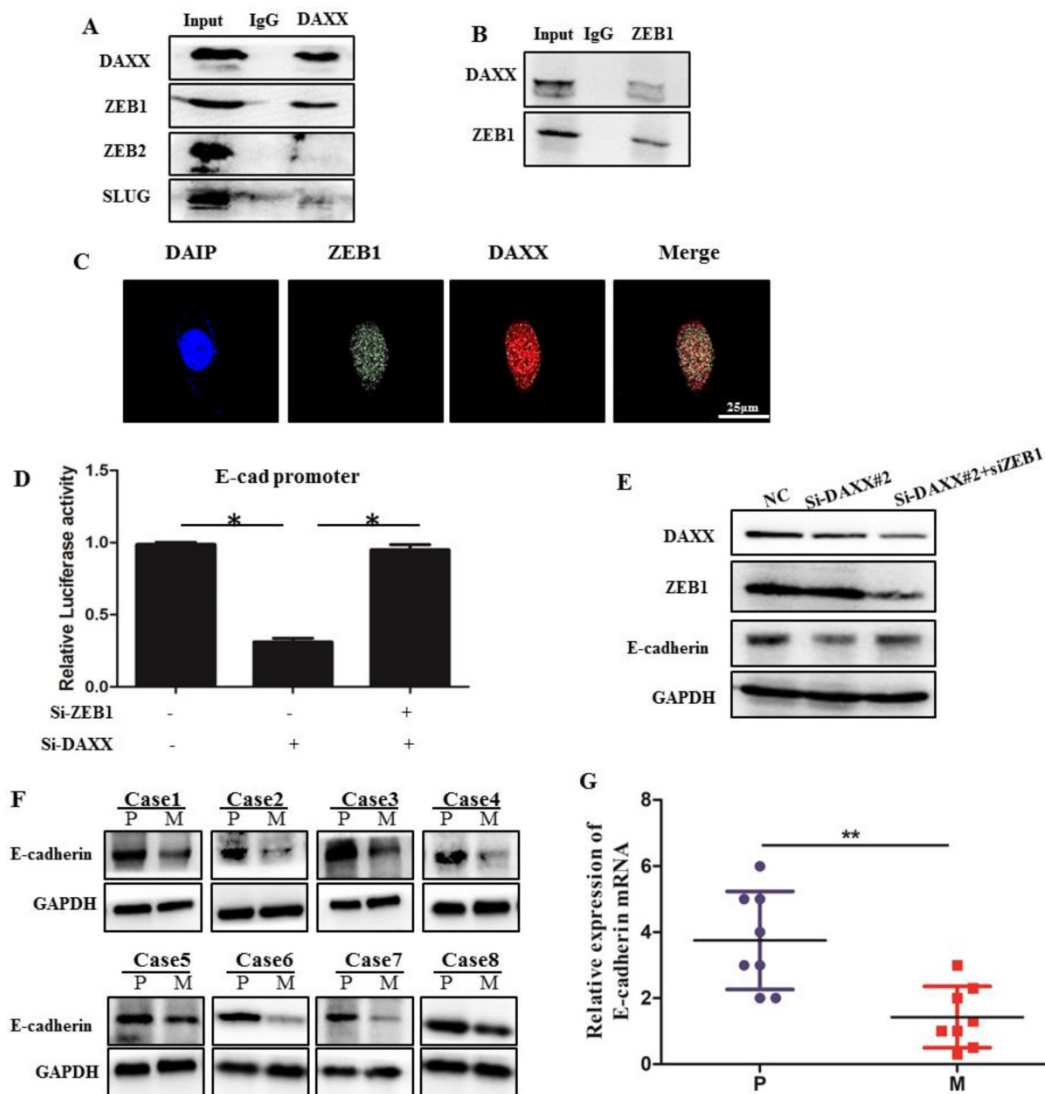 A
Input IgG DAXX
DAXX
ZEB1
ZEB2
SLUG
B
Input IgG ZEB1
DAXX
ZEB1
C
DAIP ZEB1 DAXX Merge
25μm
D
E-cad promoter
Relative Luciferase activity
1.5
1.0
0.5
0.0
Si-ZEB1 - - +
Si-DAXX - + +
E
NC Si-DAXX#2 Si-DAXX#2+siZEB1
DAXX
ZEB1
E-cadherin
GAPDH
F
Case1 Case2 Case3 Case4
P M P M P M P M
E-cadherin
GAPDH
Case5 Case6 Case7 Case8
P M P M P M P M
E-cadherin
GAPDH
G
Relative expression of
E-cadherin mRNA
8
6
4
2
0
**
P M